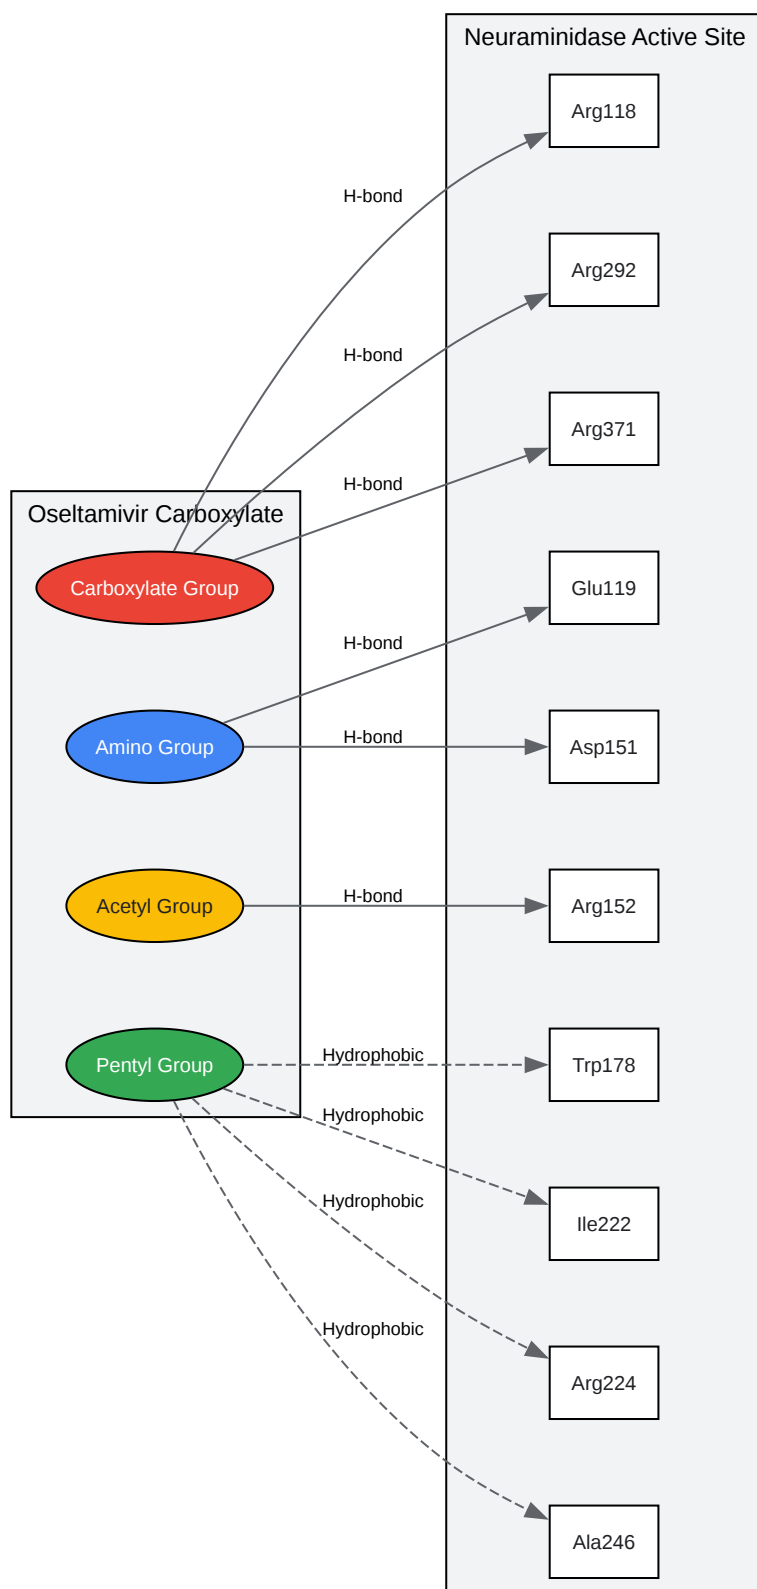 Neuraminidase Active Site
Arg118
H-bond
Arg292
H-bond
Arg371
H-bond
Oseltamivir Carboxylate
Carboxylate Group
Glu119
H-bond
Amino Group
H-bond
Asp151
Acetyl Group
H-bond
Arg152
Pentyl Group
Hydrophobic
Trp178
Hydrophobic
Hydrophobic
Ile222
Hydrophobic
Arg224
Ala246